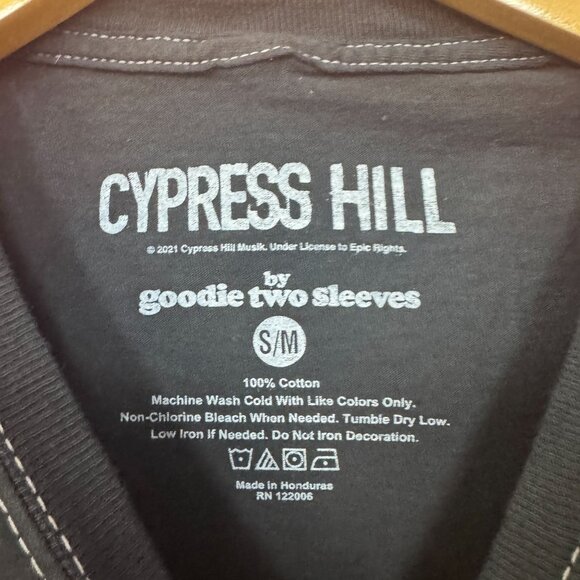 CYPRESS HILL
© 2021 Cypress Hill Musik. Under License to Epic Rights.
by
goodie two sleeves
S/M
100% Cotton
Machine Wash Cold With Like Colors Only.
Non-Chlorine Bleach When Needed. Tumble Dry Low.
Low Iron If Needed. Do Not Iron Decoration.
Made in Honduras
RN 122006